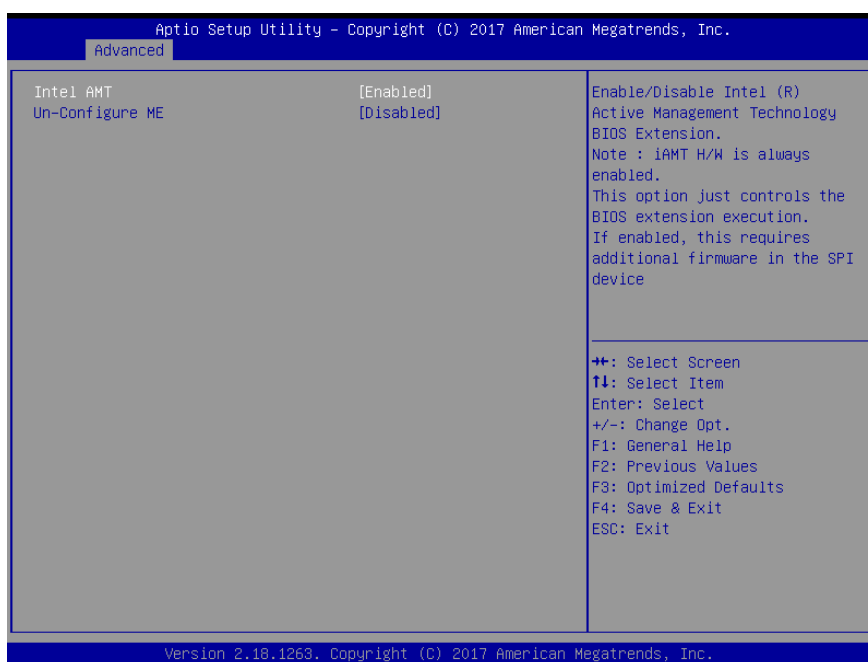 Aptio Setup Utility – Copyright (C) 2017 American Megatrends, Inc.
Advanced
Intel AMT [Enabled]
Un-Configure ME [Disabled]
Enable/Disable Intel (R)
Active Management Technology
BIOS Extension.
Note : iAMT H/W is always
enabled.
This option just controls the
BIOS extension execution.
If enabled, this requires
additional firmware in the SPI
device
→←: Select Screen
↑↓: Select Item
Enter: Select
+/-: Change Opt.
F1: General Help
F2: Previous Values
F3: Optimized Defaults
F4: Save & Exit
ESC: Exit
Version 2.18.1263. Copyright (C) 2017 American Megatrends, Inc.